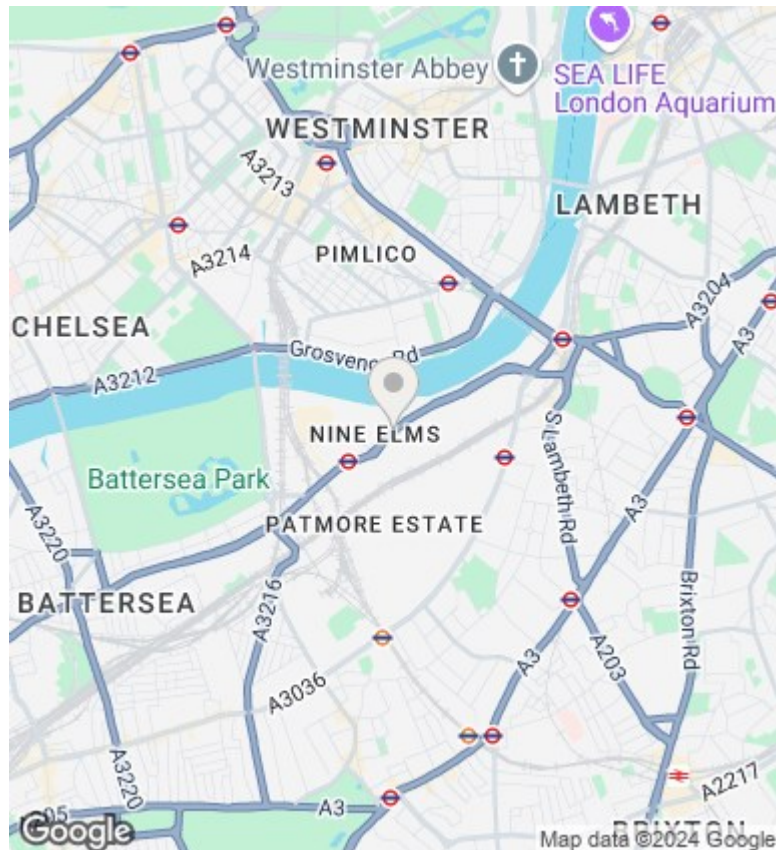 Westminster Abbey
SEA LIFE
London Aquarium
WESTMINSTER
A3213
LAMBETH
A3214
PIMLICO
A3204
CHELSEA
A3
A3212
Grosvenor Rd
NINE ELMS
S Lambeth Rd
Battersea Park
A3220
PATMORE ESTATE
A3
BATTERSEA
A3216
Brixton Rd
A203
A3
A3036
A3220
A2217
A3
Google
BRIXTON
Map data ©2024 Google